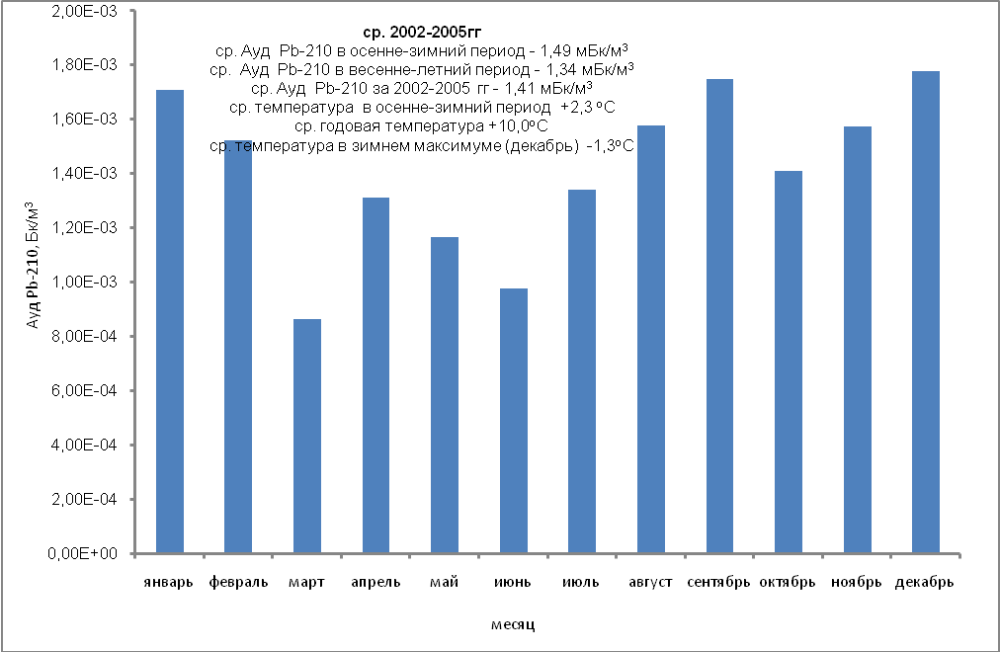 ср. 2002-2005гг
ср. Ауд Pb-210 в осенне-зимний период - 1,49 мБк/м³
ср. Ауд Pb-210 в весенне-летний период - 1,34 мБк/м³
ср. Ауд Pb-210 за 2002-2005 гг - 1,41 мБк/м³
ср. температура в осенне-зимний период +2,3 ºС
ср. годовая температура +10,0ºС
ср. температура в зимнем максимуме (декабрь) -1,3ºС
2,00E-03
1,80E-03
1,60E-03
1,40E-03
1,20E-03
1,00E-03
8,00E-04
6,00E-04
4,00E-04
2,00E-04
0,00E+00
Ауд Pb-210, Бк/м³
январь февраль март апрель май июнь июль август сентябрь октябрь ноябрь декабрь
месяц